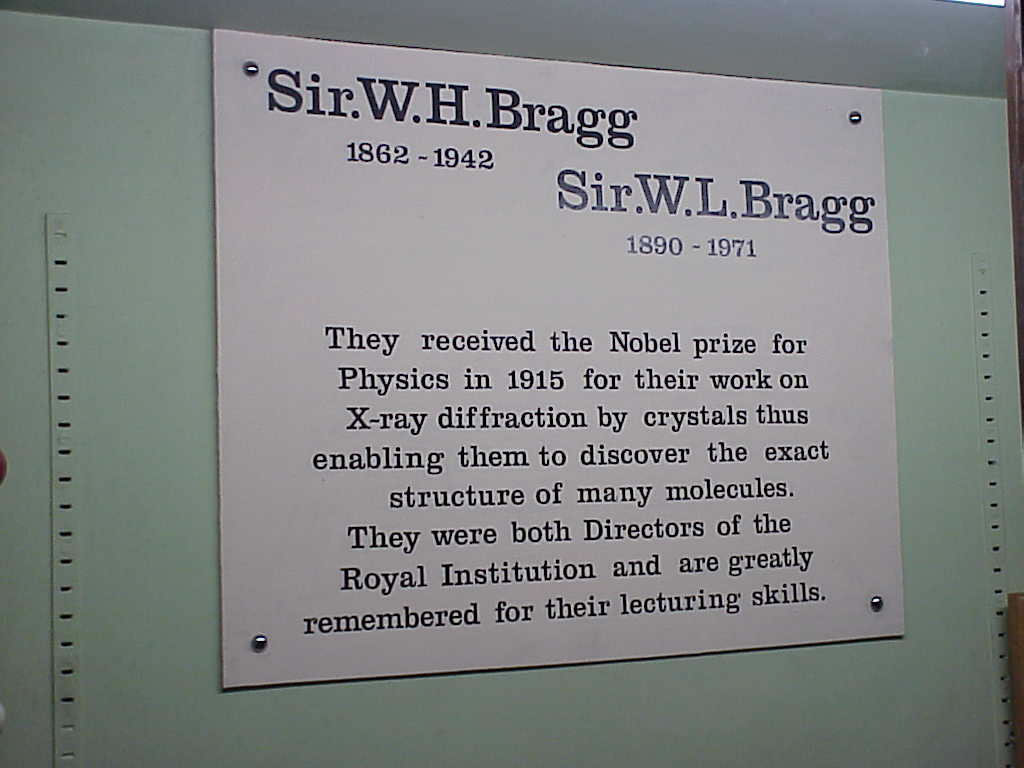 Sir.W.H.Bragg
1862 - 1942
Sir.W.L.Bragg
1890 - 1971
They received the Nobel prize for
Physics in 1915 for their work on
X-ray diffraction by crystals thus
enabling them to discover the exact
structure of many molecules.
They were both Directors of the
Royal Institution and are greatly
remembered for their lecturing skills.